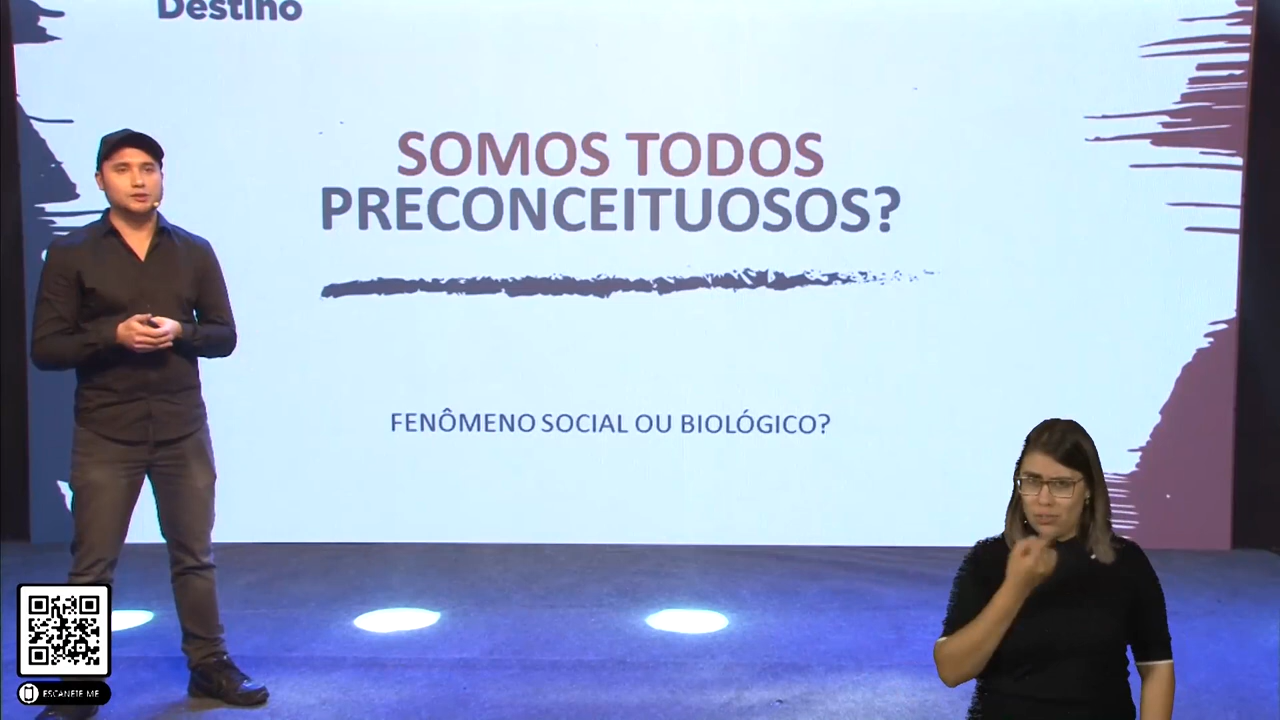 Destino
SOMOS TODOS
PRECONCEITUOSOS?
FENÔMENO SOCIAL OU BIOLÓGICO?
ESCANEIE-ME